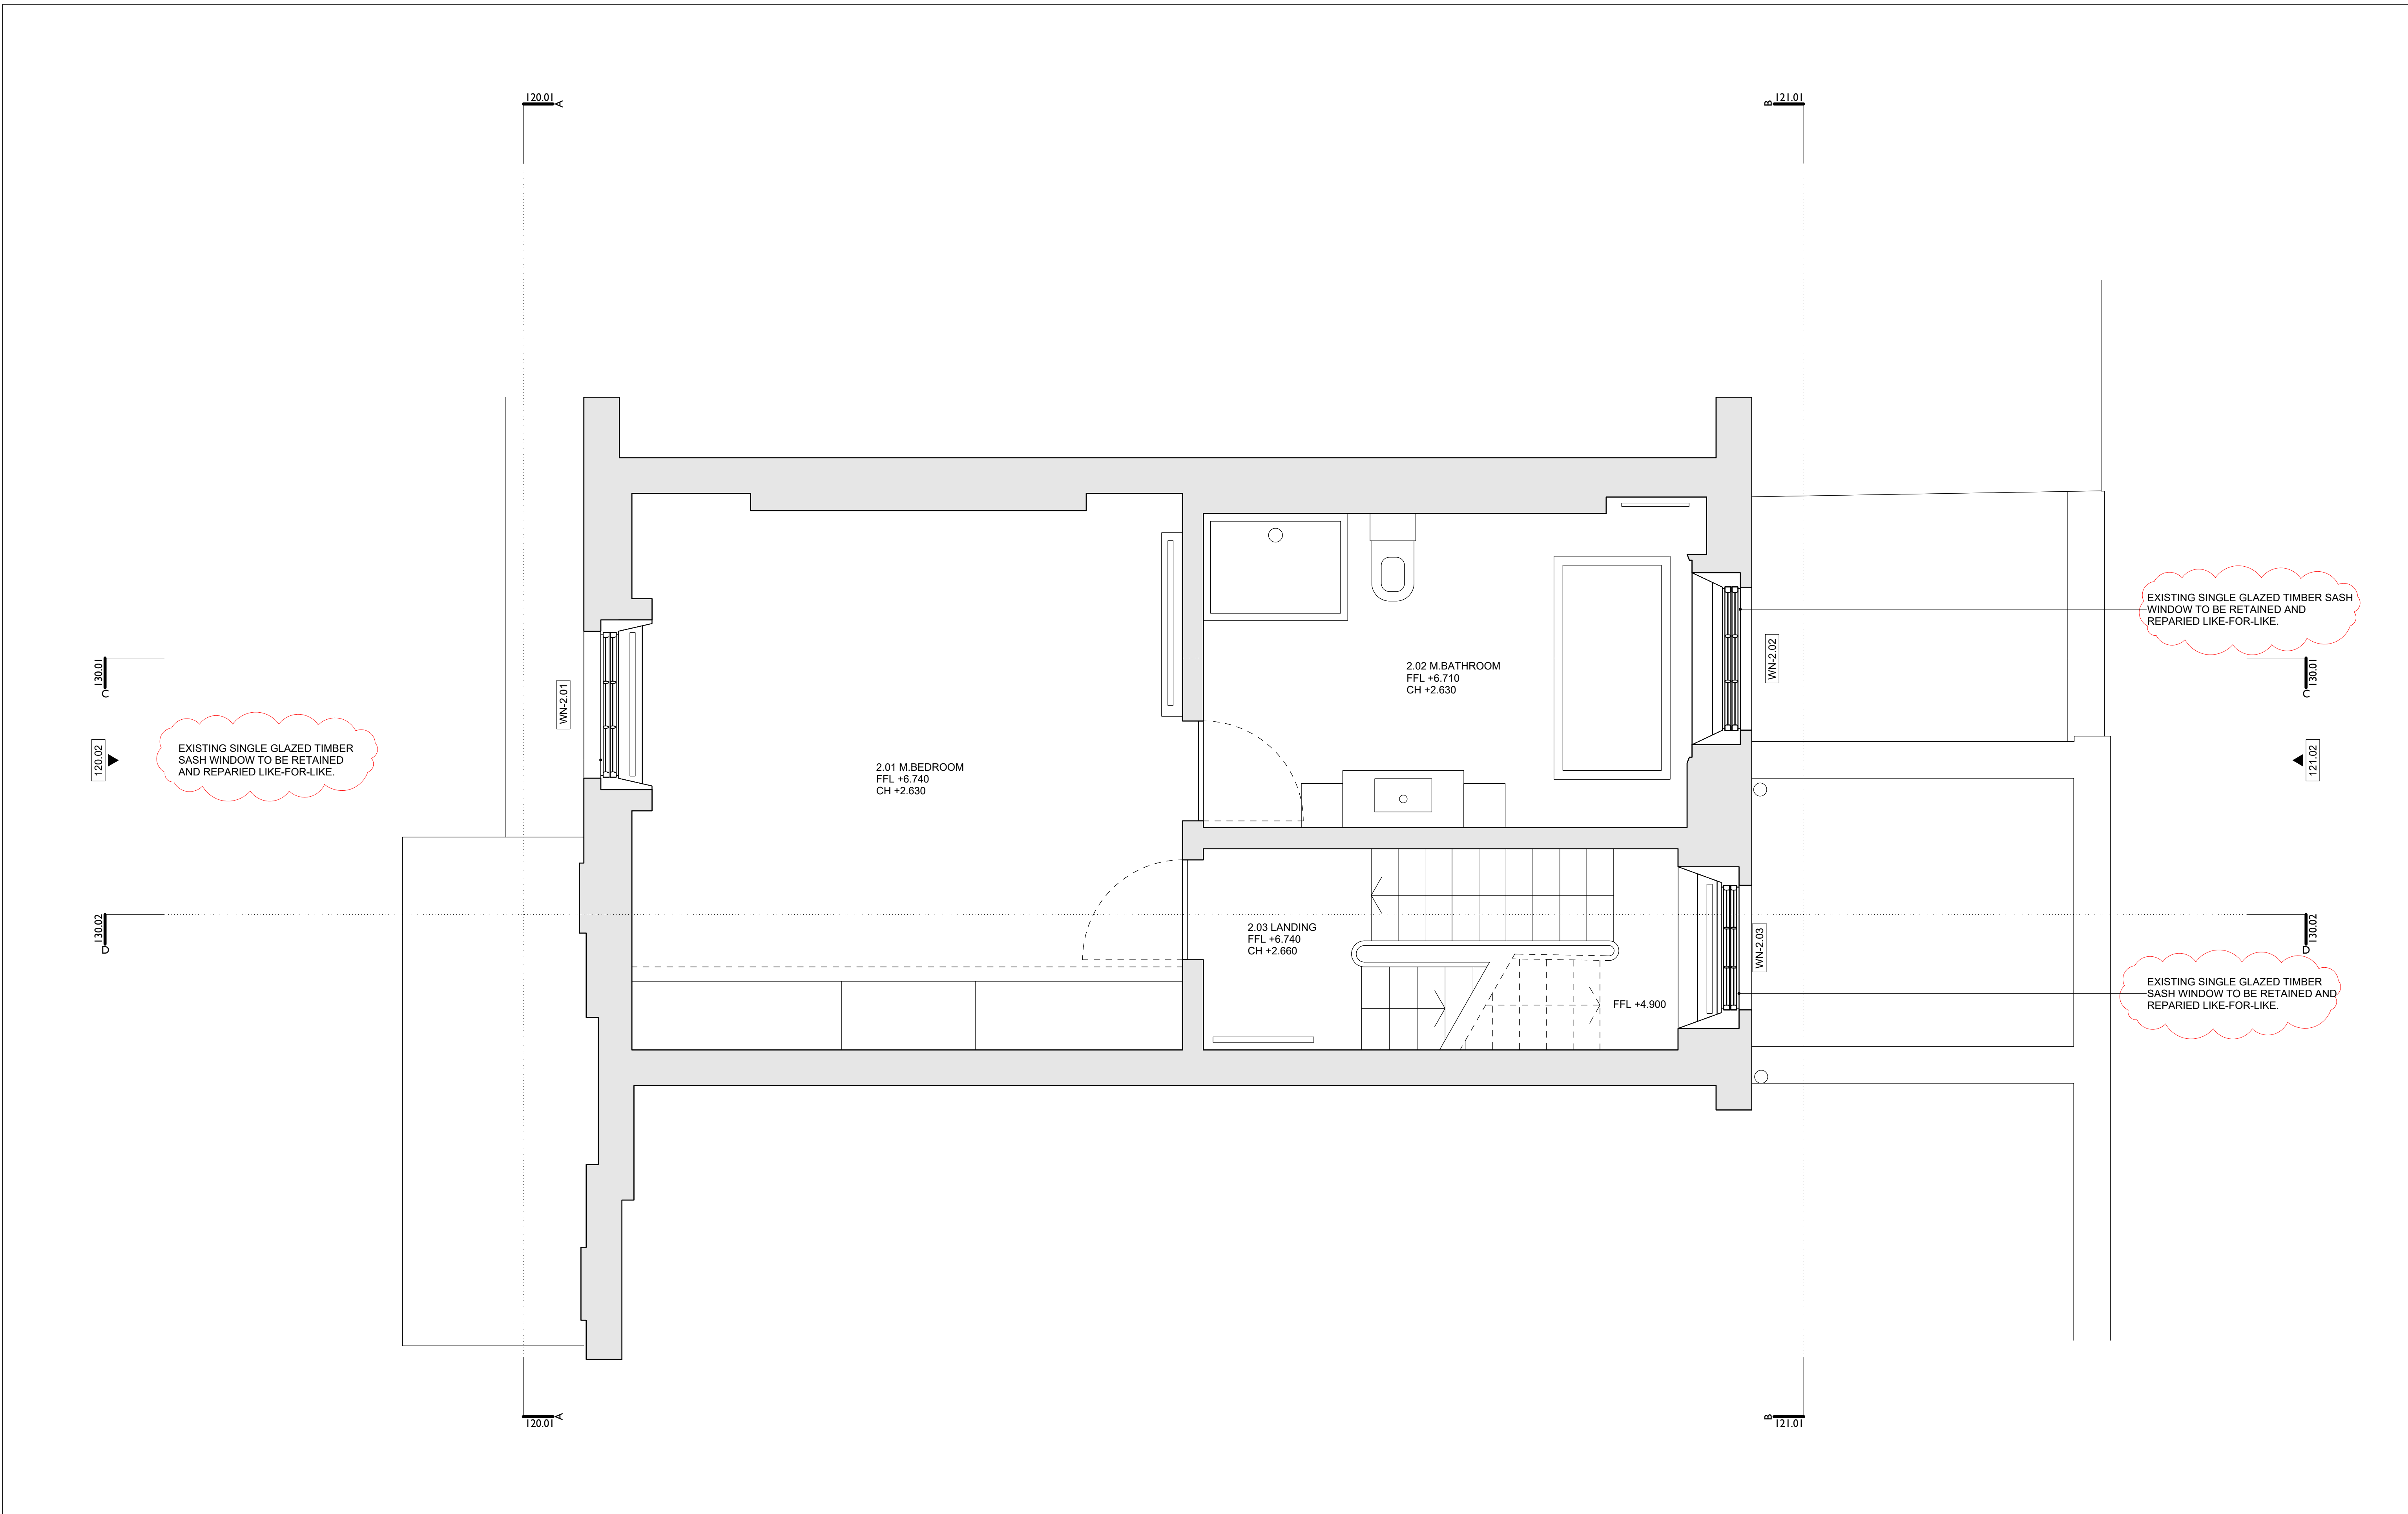 120.01
A
121.01
B
EXISTING SINGLE GLAZED TIMBER SASH
WINDOW TO BE RETAINED AND
REPARIED LIKE-FOR-LIKE.
130.01
C
WN-2.01
2.02 M.BATHROOM
FFL +6.710
CH +2.630
WN-2.02
130.01
C
120.02
EXISTING SINGLE GLAZED TIMBER
SASH WINDOW TO BE RETAINED
AND REPARIED LIKE-FOR-LIKE.
2.01 M.BEDROOM
FFL +6.740
CH +2.630
121.02
130.02
D
2.03 LANDING
FFL +6.740
CH +2.660
WN-2.03
130.02
D
FFL +4.900
EXISTING SINGLE GLAZED TIMBER
SASH WINDOW TO BE RETAINED AND
REPARIED LIKE-FOR-LIKE.
A
120.01
B
121.01